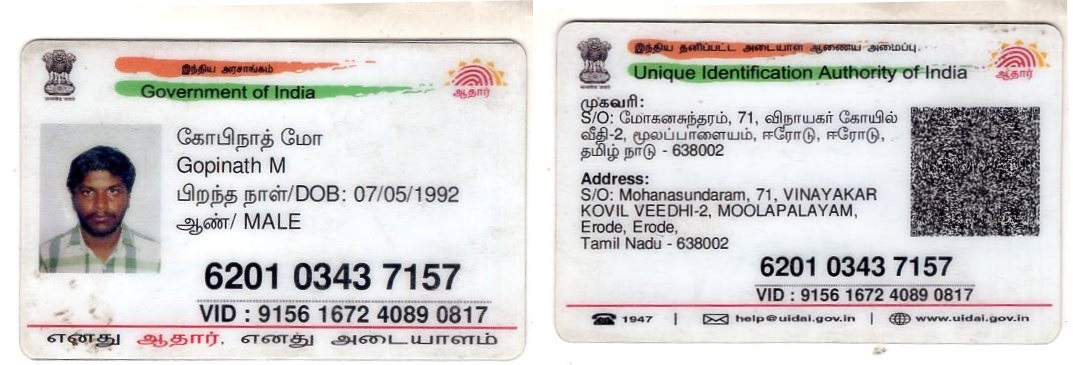 இந்திய அரசாங்கம்
Government of India
ஆதார்
கோபிநாத் மோ
Gopinath M
பிறந்த நாள்/DOB: 07/05/1992
ஆண்/ MALE
6201 0343 7157
VID : 9156 1672 4089 0817
எனது ஆதார், எனது அடையாளம்
இந்திய தனிப்பட்ட அடையாள ஆணைய அமைப்பு
Unique Identification Authority of India
ஆதார்
முகவரி:
S/O: மோகனசுந்தரம், 71, விநாயகர் கோயில்
வீதி-2, மூலப்பாளையம், ஈரோடு, ஈரோடு,
தமிழ் நாடு - 638002
Address:
S/O: Mohanasundaram, 71, VINAYAKAR
KOVIL VEEDHI-2, MOOLAPALAYAM,
Erode, Erode,
Tamil Nadu - 638002
6201 0343 7157
VID : 9156 1672 4089 0817
1947 | help@uidai.gov.in | www.uidai.gov.in